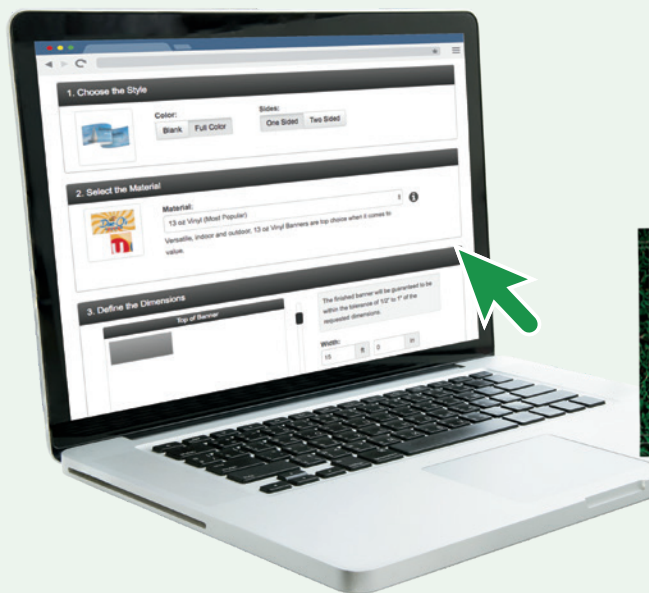 1. Choose the Style
Color:
Blank Full Color
Sides:
One Sided Two Sided
2. Select the Material
Material:
13 oz Vinyl (Most Popular)
Versatile, indoor and outdoor, 13 oz Vinyl Banners are top choice when it comes to
value.
3. Define the Dimensions
Top of Banner
The finished banner will be guaranteed to be
within the tolerance of 1/2" to 1" of the
requested dimensions.
Width:
15 ft 0 in